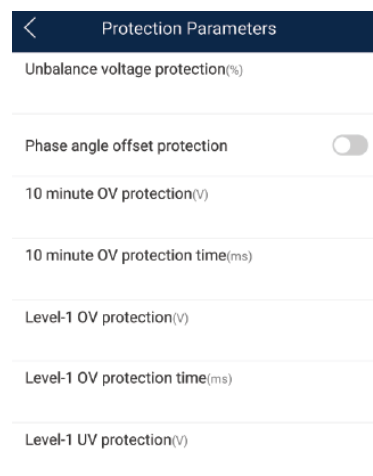 Protection Parameters
Unbalance voltage protection(%)
Phase angle offset protection
10 minute OV protection(V)
10 minute OV protection time(ms)
Level-1 OV protection(V)
Level-1 OV protection time(ms)
Level-1 UV protection(V)